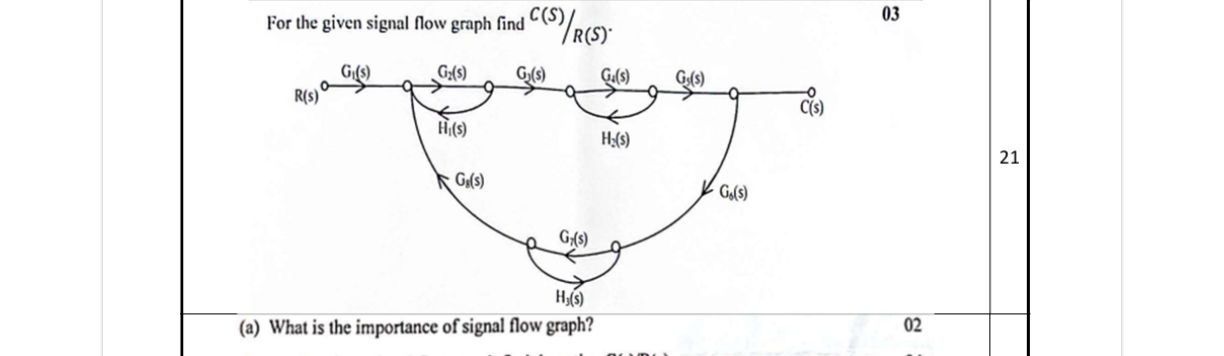 For the given signal flow graph find C(S)/R(S).
03
G₁(s) G₂(s) G₃(s) G₄(s) G₅(s)
R(s) C(s)
H₁(s) H₂(s)
21
G₈(s) G₆(s)
G₇(s)
H₃(s)
(a) What is the importance of signal flow graph?
02